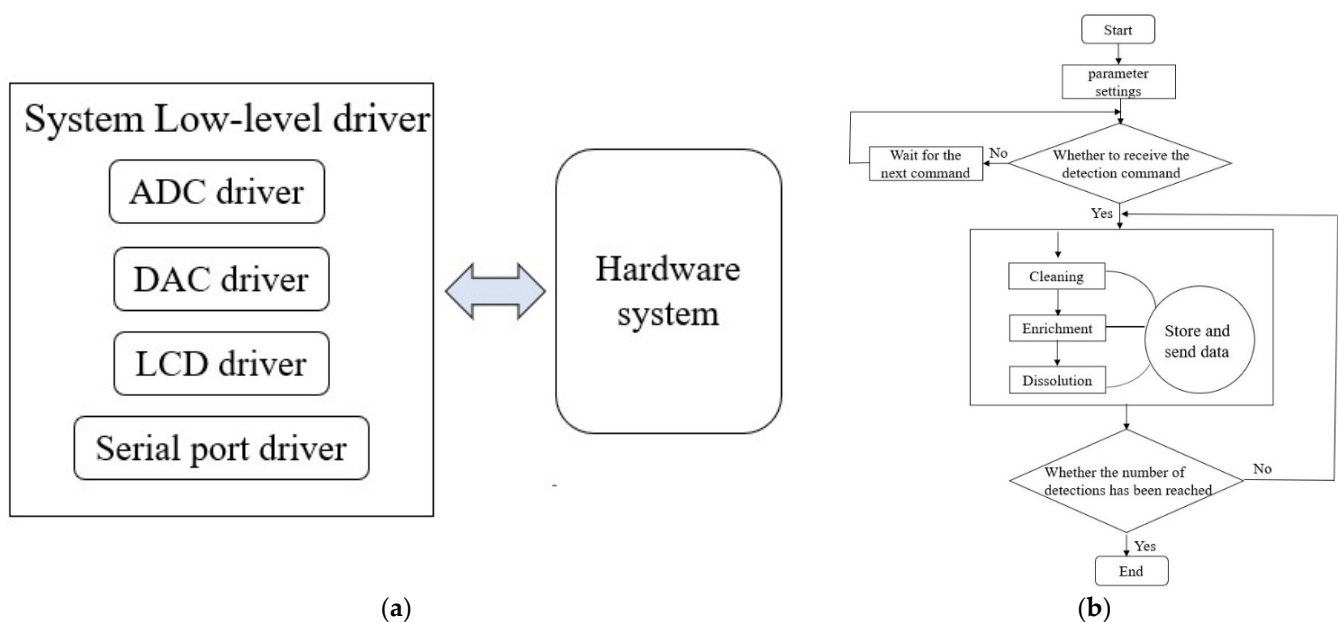 System Low-level driver
ADC driver
DAC driver
LCD driver
Serial port driver
Hardware
system
(a)
Start
parameter
settings
Wait for the
next command
No
Whether to receive the
detection command
Yes
Cleaning
Enrichment
Dissolution
Store and
send data
Whether the number of
detections has been reached
No
Yes
End
(b)